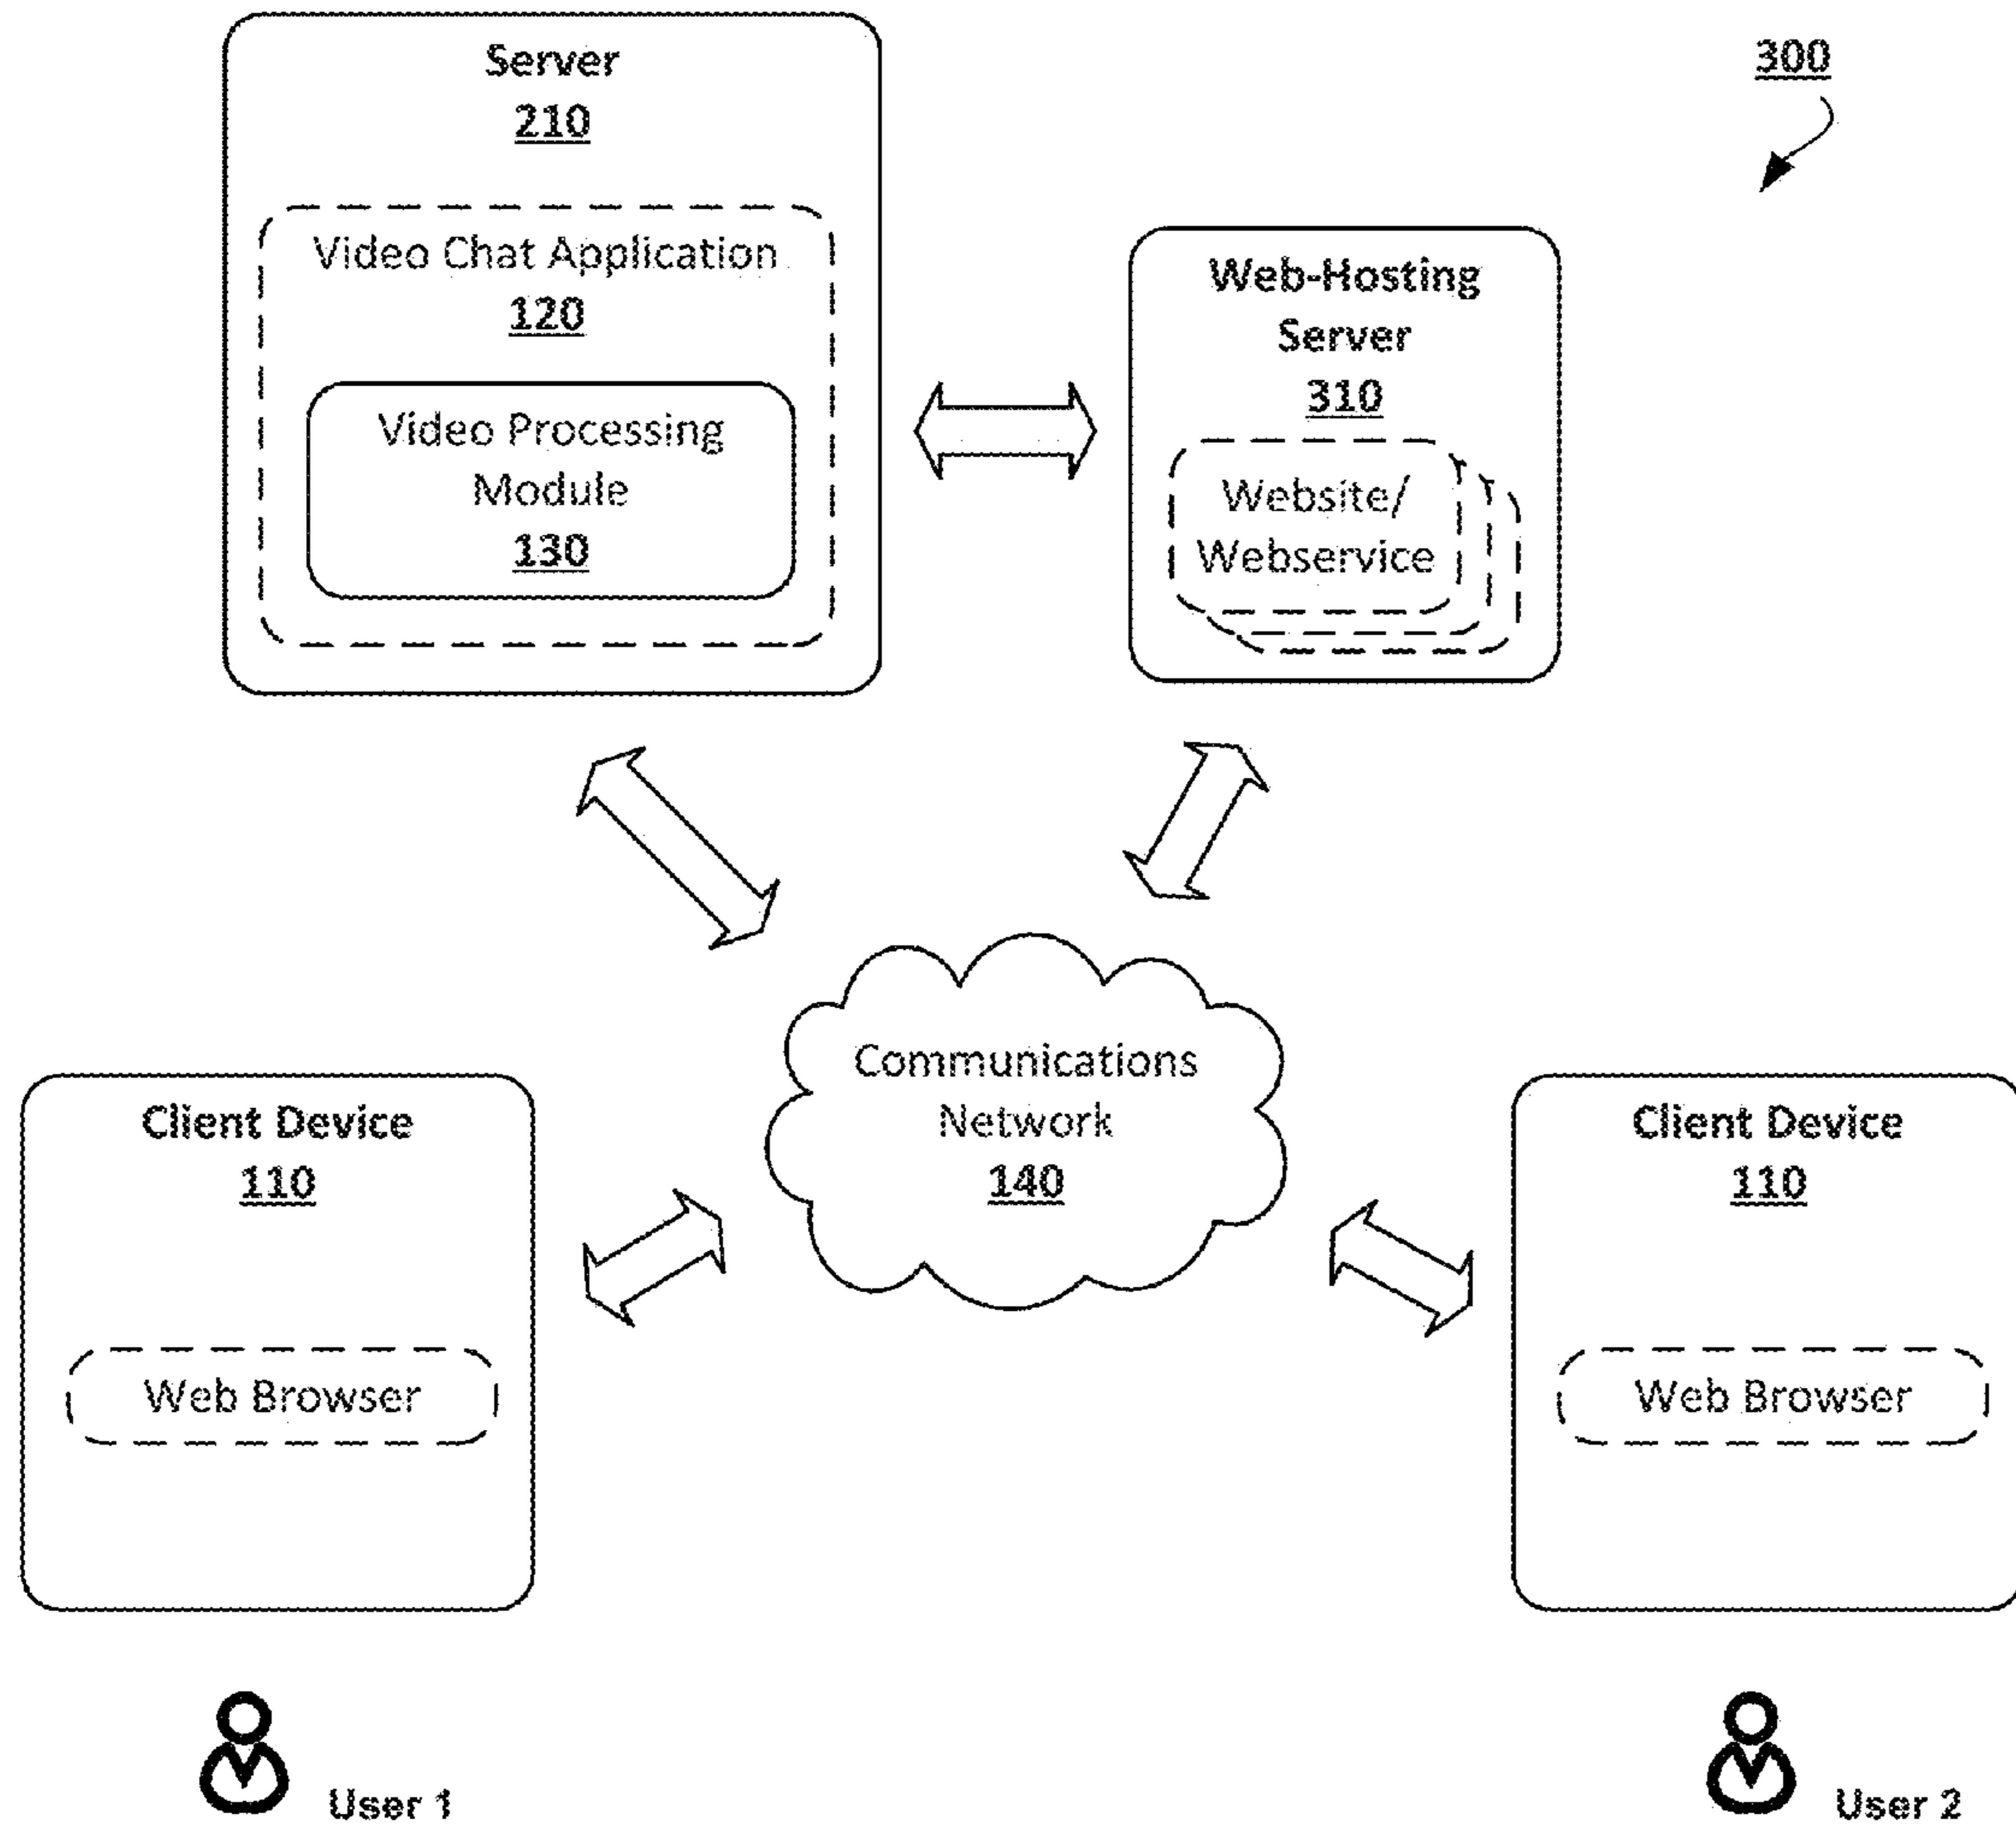 Server
210
300
Video Chat Application
120
Video Processing
Module
130
Web-Hosting
Server
310
Website/
Webservice
Communications
Network
140
Client Device
110
Web Browser
Client Device
110
Web Browser
User 1
User 2